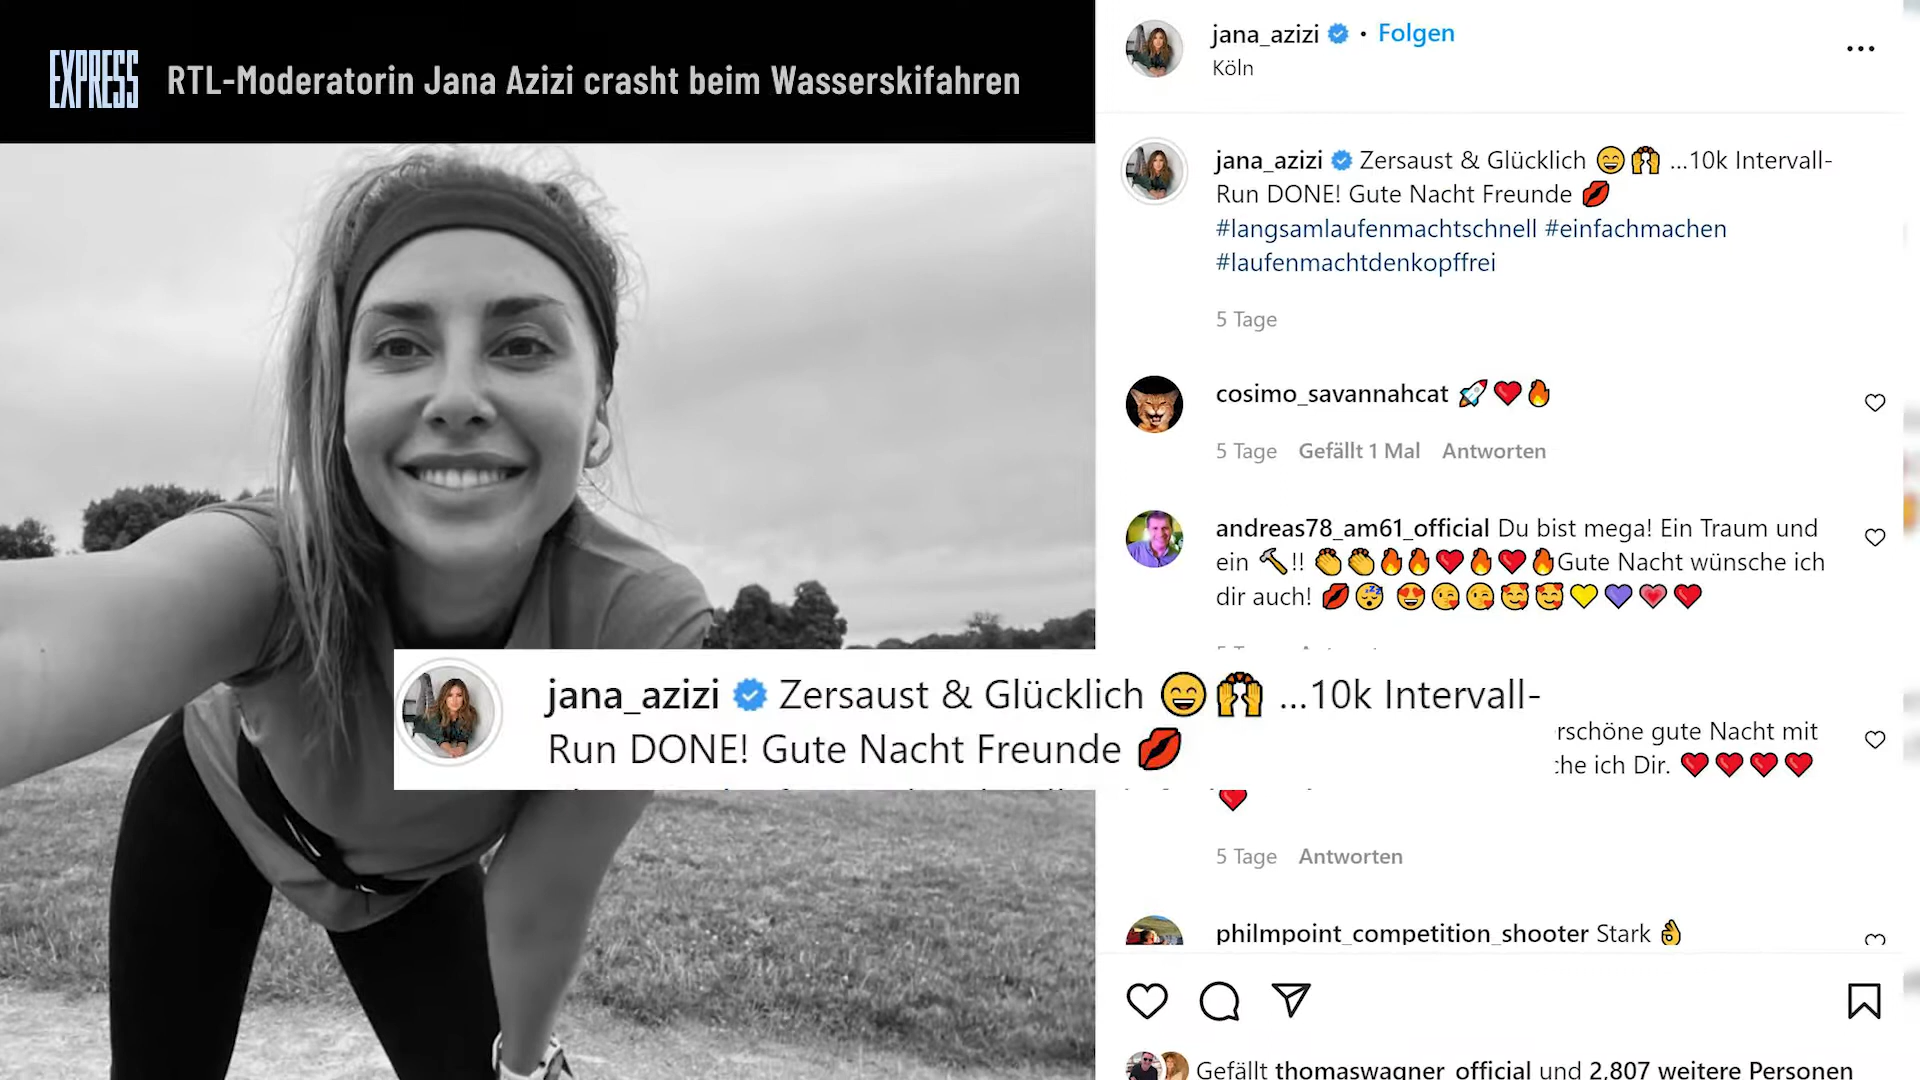 EXPRESS RTL-Moderatorin Jana Azizi crasht beim Wasserskifahren
jana_azizi • Folgen
Köln
jana_azizi Zersaust & Glücklich 😄🙌 ...10k Intervall-
Run DONE! Gute Nacht Freunde 💋
#langsamlaufenmachtschnell #einfachmachen
#laufenmachtdenkopffrei
5 Tage
cosimo_savannahcat 🚀❤️🔥
5 Tage Gefällt 1 Mal Antworten
andreas78_am61_official Du bist mega! Ein Traum und
ein 🔨!! 👏👏🔥🔥❤️🔥❤️🔥Gute Nacht wünsche ich
dir auch! 💋😴 😍😘😘🥰🥰💛💜💗❤️
jana_azizi Zersaust & Glücklich 😄🙌 ...10k Intervall-
Run DONE! Gute Nacht Freunde 💋
schöne gute Nacht mit
ich Dir. ❤️❤️❤️❤️
❤️
5 Tage Antworten
philmpoint_competition_shooter Stark 👌
Gefällt thomaswagner_official und 2,807 weitere Personen